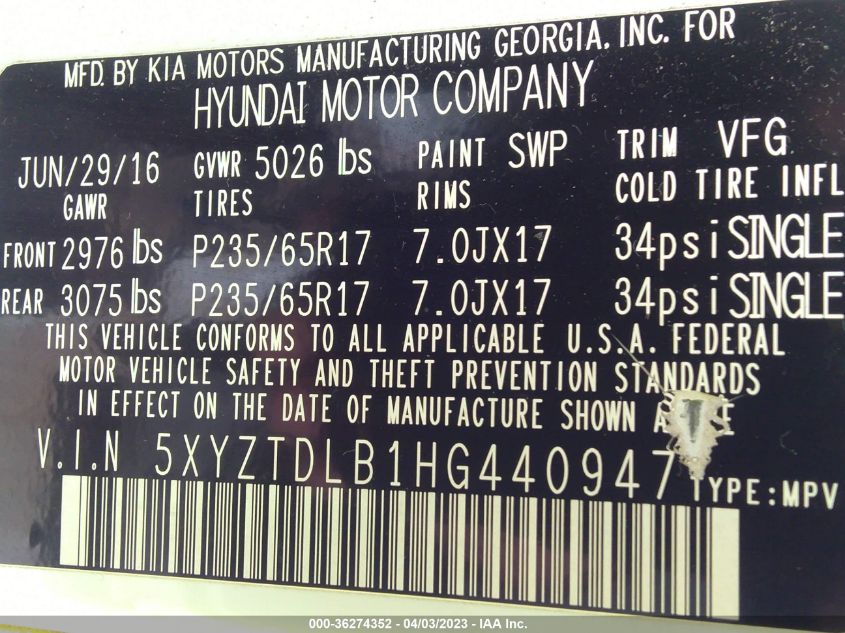 MFD. BY KIA MOTORS MANUFACTURING GEORGIA, INC. FOR
HYUNDAI MOTOR COMPANY
JUN/29/16 GVWR 5026 lbs PAINT SWP TRIM VFG
GAWR TIRES RIMS COLD TIRE INFL
FRONT 2976 lbs P235/65R17 7.0JX17 34psi SINGLE
REAR 3075 lbs P235/65R17 7.0JX17 34psi SINGLE
THIS VEHICLE CONFORMS TO ALL APPLICABLE U.S.A. FEDERAL
MOTOR VEHICLE SAFETY AND THEFT PREVENTION STANDARDS
IN EFFECT ON THE DATE OF MANUFACTURE SHOWN
V.I.N 5XYZTDLB1HG440947 TYPE:MPV
000-36274352 - 04/03/2023 - IAA Inc.